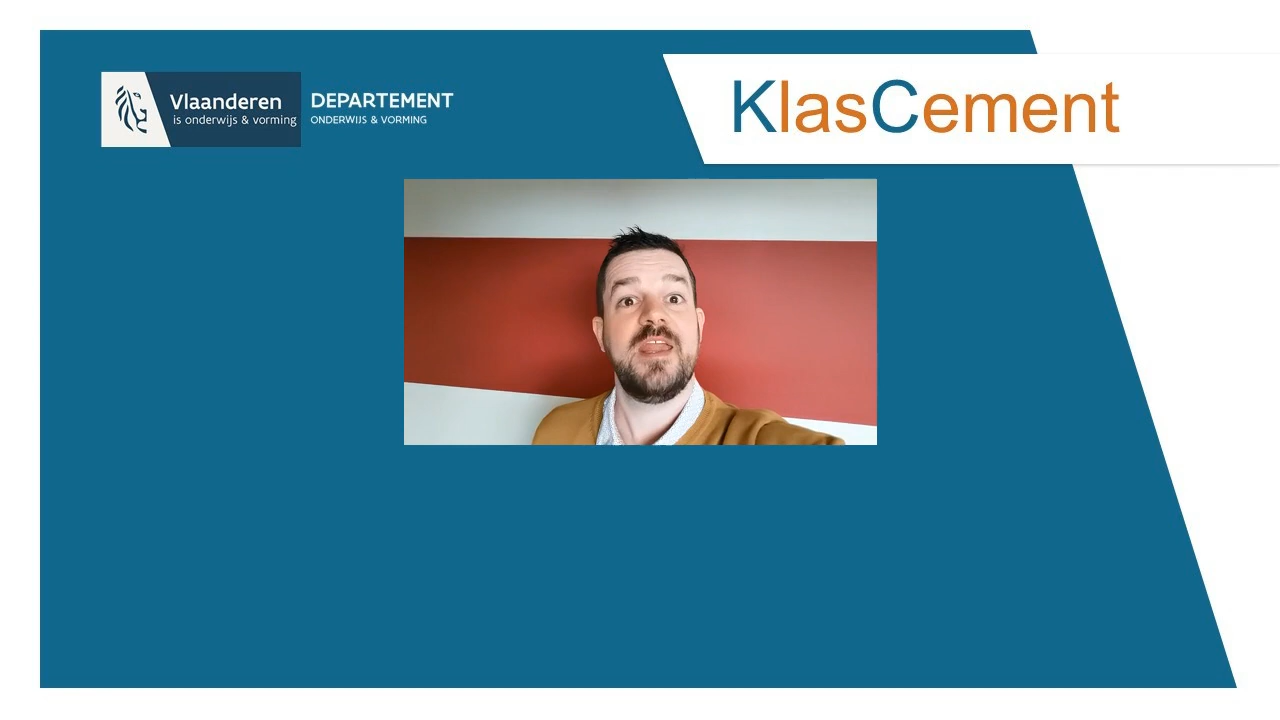 Vlaanderen
is onderwijs & vorming
DEPARTEMENT
ONDERWIJS & VORMING
KlasCement